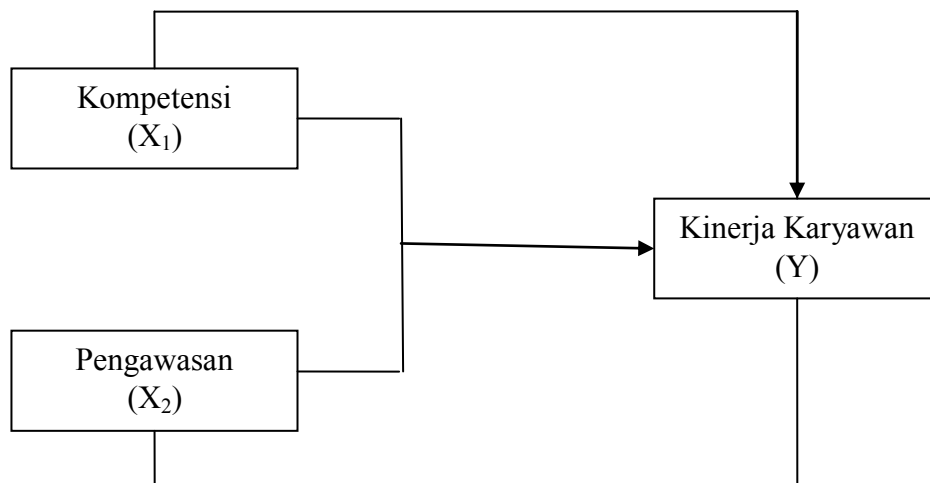 Kompetensi
(X₁)
Kinerja Karyawan
(Y)
Pengawasan
(X₂)